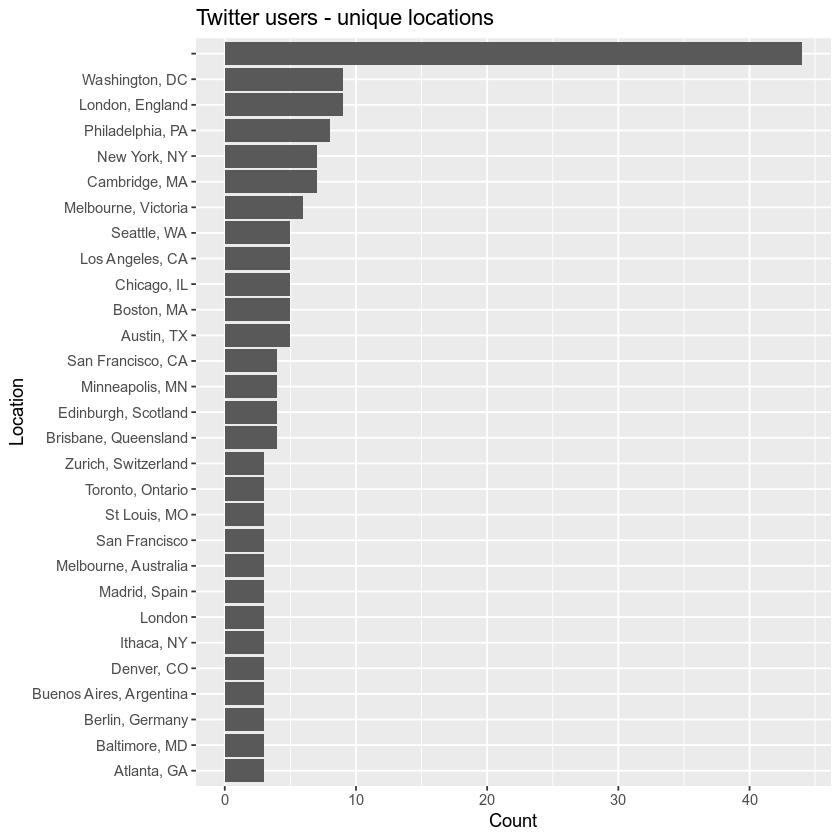 Twitter users - unique locations
Washington, DC
London, England
Philadelphia, PA
New York, NY
Cambridge, MA
Melbourne, Victoria
Seattle, WA
Los Angeles, CA
Chicago, IL
Boston, MA
Austin, TX
San Francisco, CA
Minneapolis, MN
Edinburgh, Scotland
Brisbane, Queensland
Zurich, Switzerland
Toronto, Ontario
St Louis, MO
San Francisco
Melbourne, Australia
Madrid, Spain
London
Ithaca, NY
Denver, CO
Buenos Aires, Argentina
Berlin, Germany
Baltimore, MD
Atlanta, GA
Location
0 10 20 30 40
Count